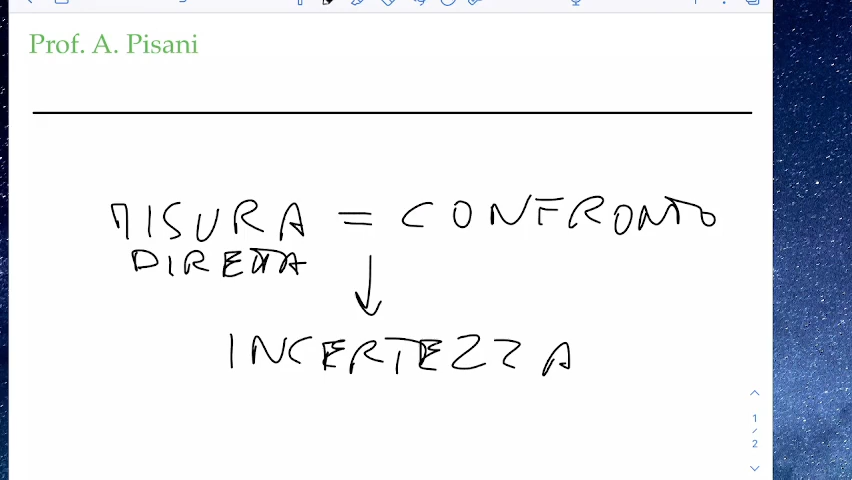 Prof. A. Pisani
MISURA = CONFRONTO
DIRETTA
INCERTEZZA
1
/
2